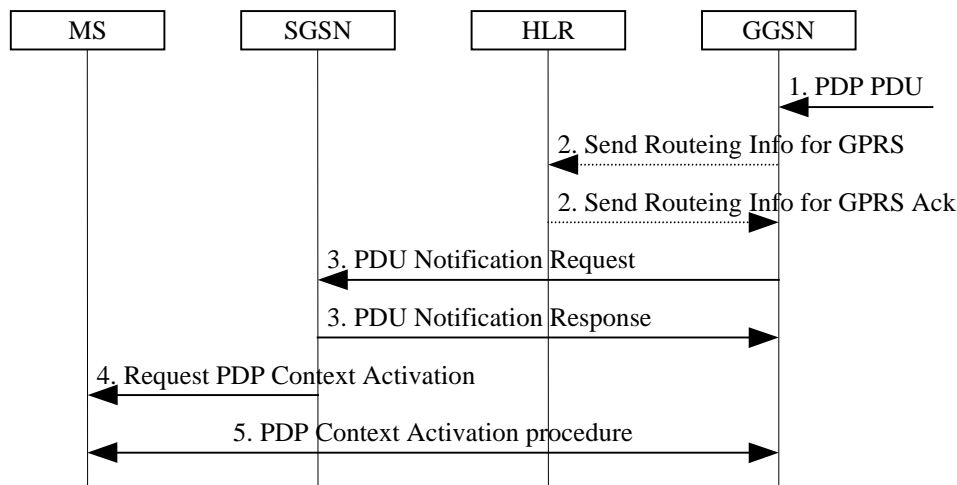 MS
SGSN
HLR
GGSN
1. PDP PDU
2. Send Routeing Info for GPRS
2. Send Routeing Info for GPRS Ack
3. PDU Notification Request
3. PDU Notification Response
4. Request PDP Context Activation
5. PDP Context Activation procedure